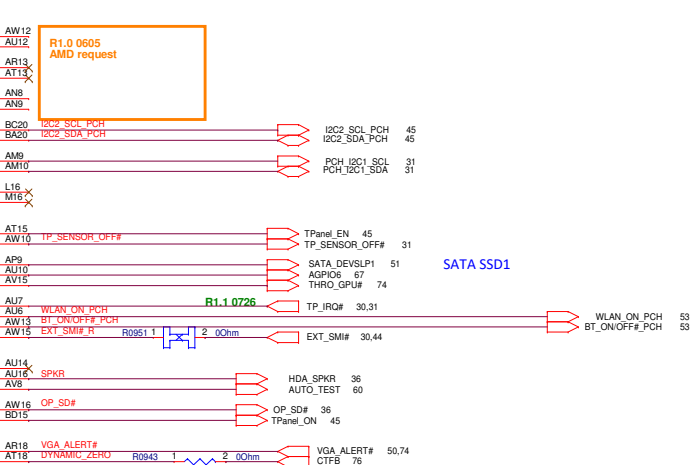 AW12
AU12
R1.0 0605
AMD request
AR13
AT13
AN8
AN9
BC20 I2C2_SCL_PCH I2C2_SCL_PCH 45
BA20 I2C2_SDA_PCH I2C2_SDA_PCH 45
AM9 PCH_I2C1_SCL 31
AM10 PCH_I2C1_SDA 31
L16
M16
AT15 TPanel_EN 45
AW10 TP_SENSOR_OFF# TP_SENSOR_OFF# 31
AP9 SATA_DEVSLP1 51 SATA SSD1
AU10 AGPIO6 67
AV15 THRO_GPU# 74
AU7 R1.1 0726 TP_IRQ# 30,31
AU6 WLAN_ON_PCH WLAN_ON_PCH 53
AW13 BT_ON/OFF#_PCH BT_ON/OFF#_PCH 53
AW15 EXT_SMI#_R R0951 1 2 0Ohm EXT_SMI# 30,44
AU14
AU16 SPKR HDA_SPKR 36
AV8 AUTO_TEST 60
AW16 OP_SD# OP_SD# 36
BD15 TPanel_ON 45
AR18 VGA_ALERT# VGA_ALERT# 50,74
AT18 DYNAMIC_ZERO R0943 1 2 0Ohm CTFB 76